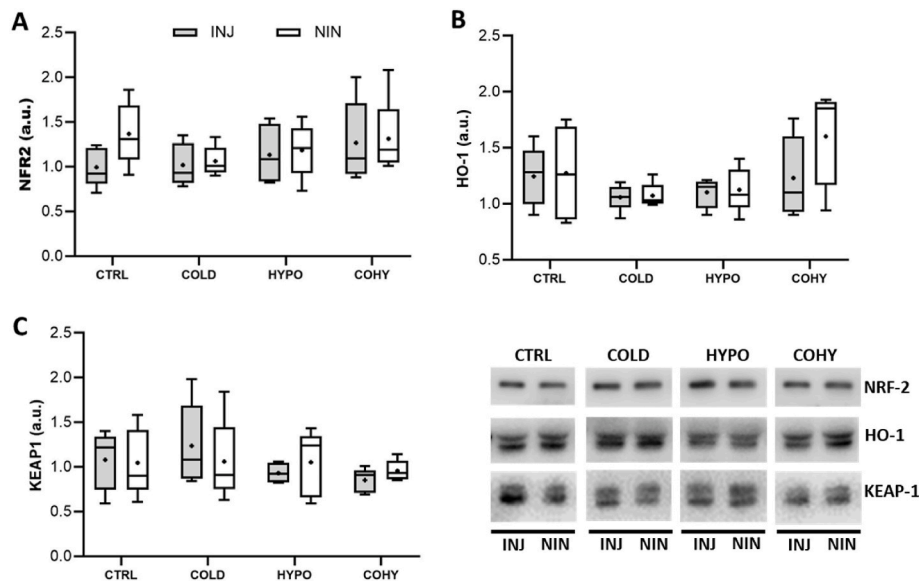 A
INJ NIN
NFR2 (a.u.)
2.5
2.0
1.5
1.0
0.5
0.0
CTRL COLD HYPO COHY
B
HO-1 (a.u.)
2.5
2.0
1.5
1.0
0.5
CTRL COLD HYPO COHY
C
KEAP1 (a.u.)
2.5
2.0
1.5
1.0
0.5
0.0
CTRL COLD HYPO COHY
CTRL COLD HYPO COHY
NRF-2
HO-1
KEAP-1
INJ NIN INJ NIN INJ NIN INJ NIN